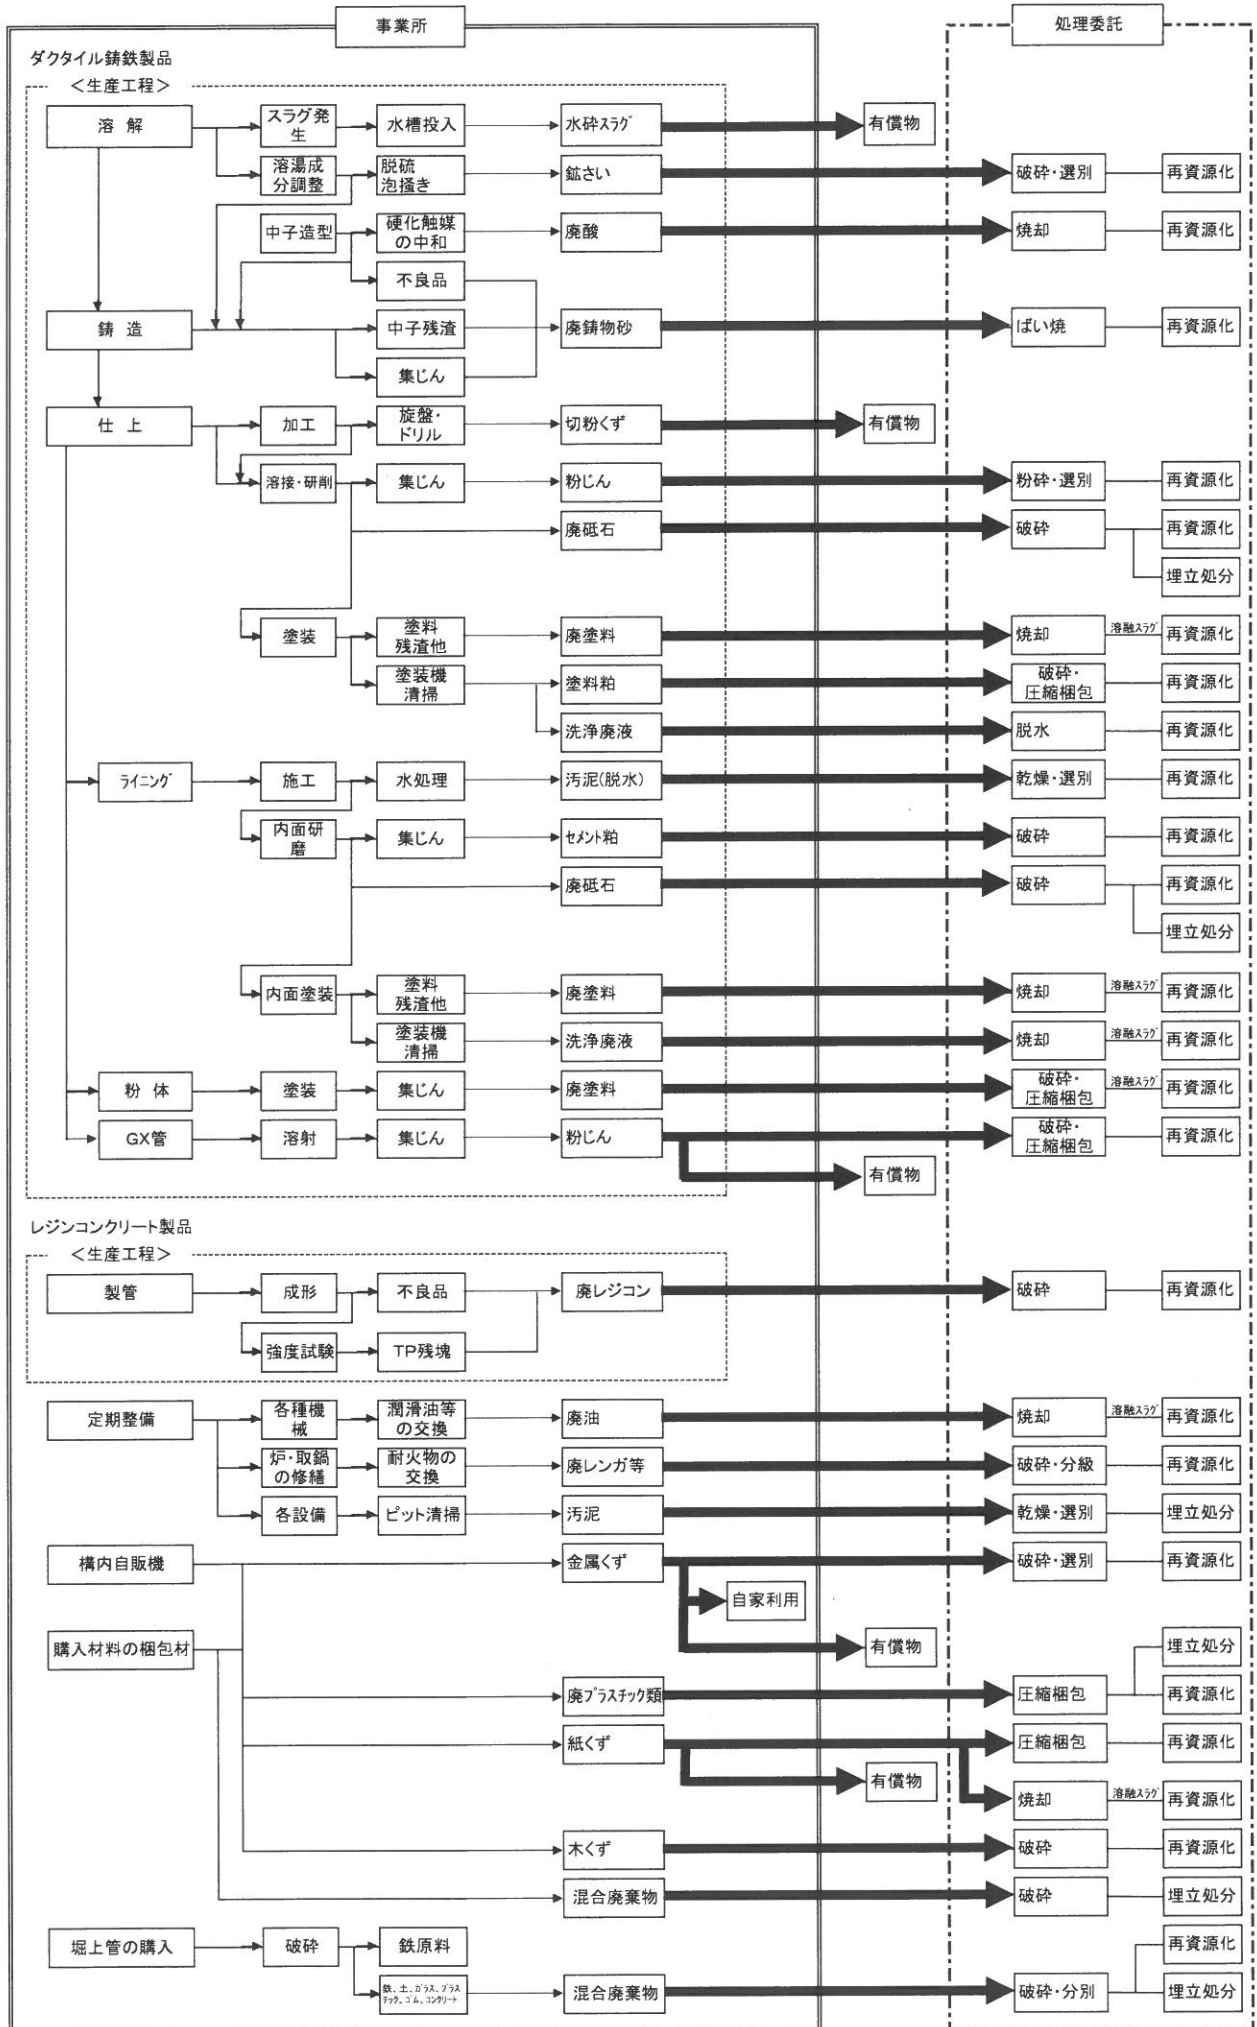 事業所
処理委託
ダクタイル鋳鉄製品
＜生産工程＞
溶 解
スラグ発
生
水槽投入
水砕スラグ
有償物
溶湯成
分調整
脱硫
泡掻き
鉱さい
破砕・選別
再資源化
中子造型
硬化触媒
の中和
廃酸
焼却
再資源化
不良品
鋳 造
中子残渣
廃鋳物砂
ばい焼
再資源化
集じん
仕 上
加工
旋盤・
ドリル
切粉くず
有償物
溶接・研削
集じん
粉じん
粉砕・選別
再資源化
廃砥石
破砕
再資源化
埋立処分
塗装
塗料
残渣他
廃塗料
焼却
溶融スラグ
再資源化
塗装機
清掃
塗料粕
破砕・
圧縮梱包
再資源化
洗浄廃液
脱水
再資源化
ライニング
施工
水処理
汚泥(脱水)
乾燥・選別
再資源化
内面研
磨
集じん
セメント粕
破砕
再資源化
廃砥石
破砕
再資源化
埋立処分
内面塗装
塗料
残渣他
廃塗料
焼却
溶融スラグ
再資源化
塗装機
清掃
洗浄廃液
焼却
溶融スラグ
再資源化
粉 体
塗装
集じん
廃塗料
破砕・
圧縮梱包
溶融スラグ
再資源化
GX管
溶射
集じん
粉じん
破砕・
圧縮梱包
再資源化
有償物
レジンコンクリート製品
＜生産工程＞
製管
成形
不良品
廃レジコン
破砕
再資源化
強度試験
TP残塊
定期整備
各種機
械
潤滑油等
の交換
廃油
焼却
溶融スラグ
再資源化
炉・取鍋
の修繕
耐火物の
交換
廃レンガ等
破砕・分級
再資源化
各設備
ピット清掃
汚泥
乾燥・選別
埋立処分
構内自販機
金属くず
破砕・選別
再資源化
自家利用
購入材料の梱包材
有償物
埋立処分
廃プラスチック類
圧縮梱包
再資源化
紙くず
圧縮梱包
再資源化
有償物
焼却
溶融スラグ
再資源化
木くず
破砕
再資源化
混合廃棄物
破砕
埋立処分
堀上管の購入
破砕
鉄原料
再資源化
鉄、土、ガラス、プラス
チック、ゴム、コンクリート
混合廃棄物
破砕・分別
埋立処分